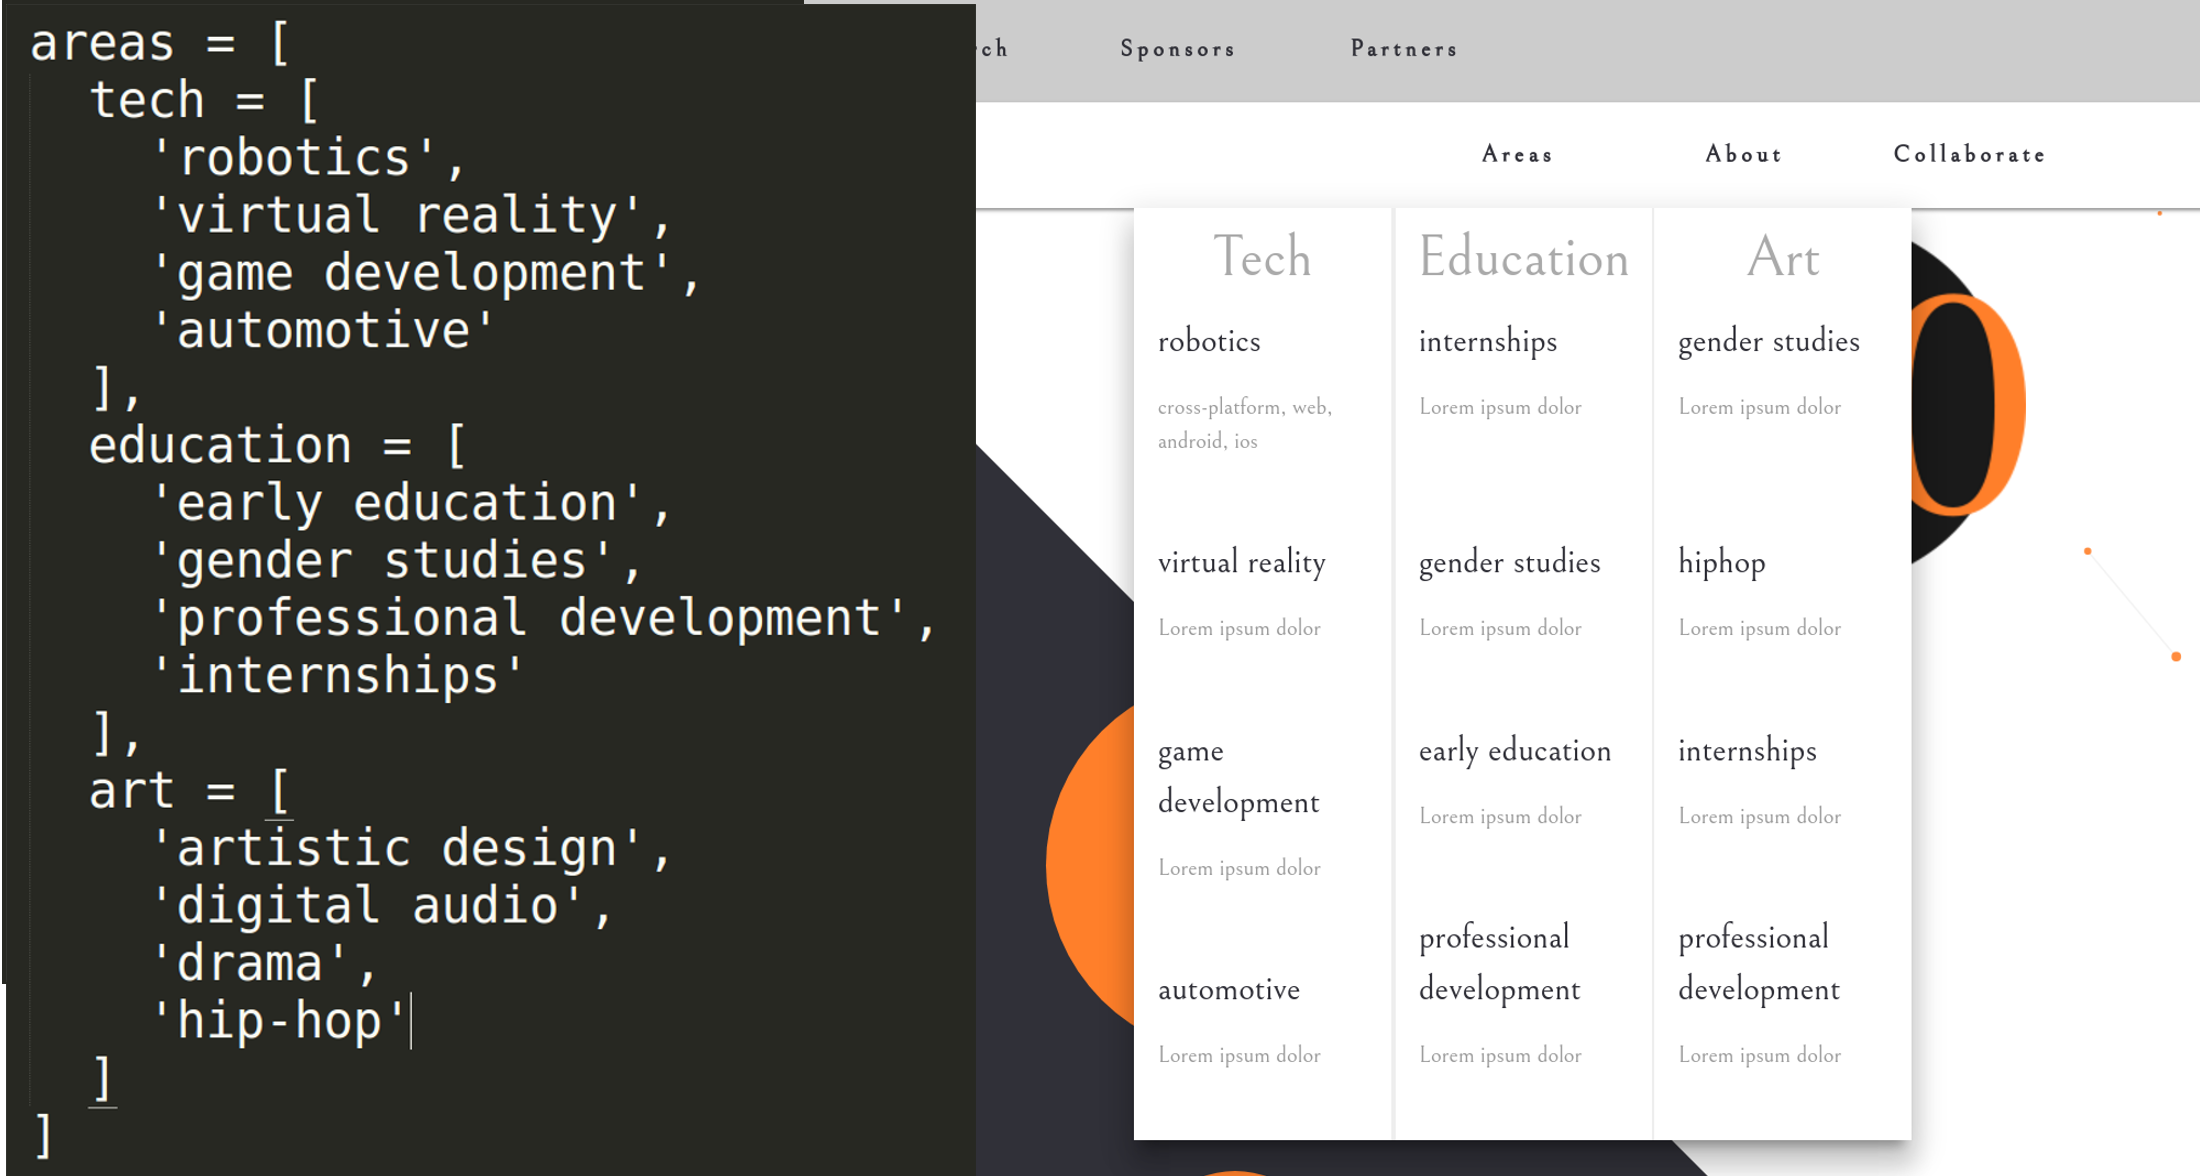 areas = [
tech = [
'robotics',
'virtual reality',
'game development',
'automotive'
],
education = [
'early education',
'gender studies',
'professional development',
'internships'
],
art = [
'artistic design',
'digital audio',
'drama',
'hip-hop'
]
]
ch Sponsors Partners
Areas About Collaborate
Tech
robotics
cross-platform, web,
android, ios
virtual reality
Lorem ipsum dolor
game
development
Lorem ipsum dolor
automotive
Lorem ipsum dolor
Education
internships
Lorem ipsum dolor
gender studies
Lorem ipsum dolor
early education
Lorem ipsum dolor
professional
development
Lorem ipsum dolor
Art
gender studies
Lorem ipsum dolor
hiphop
Lorem ipsum dolor
internships
Lorem ipsum dolor
professional
development
Lorem ipsum dolor